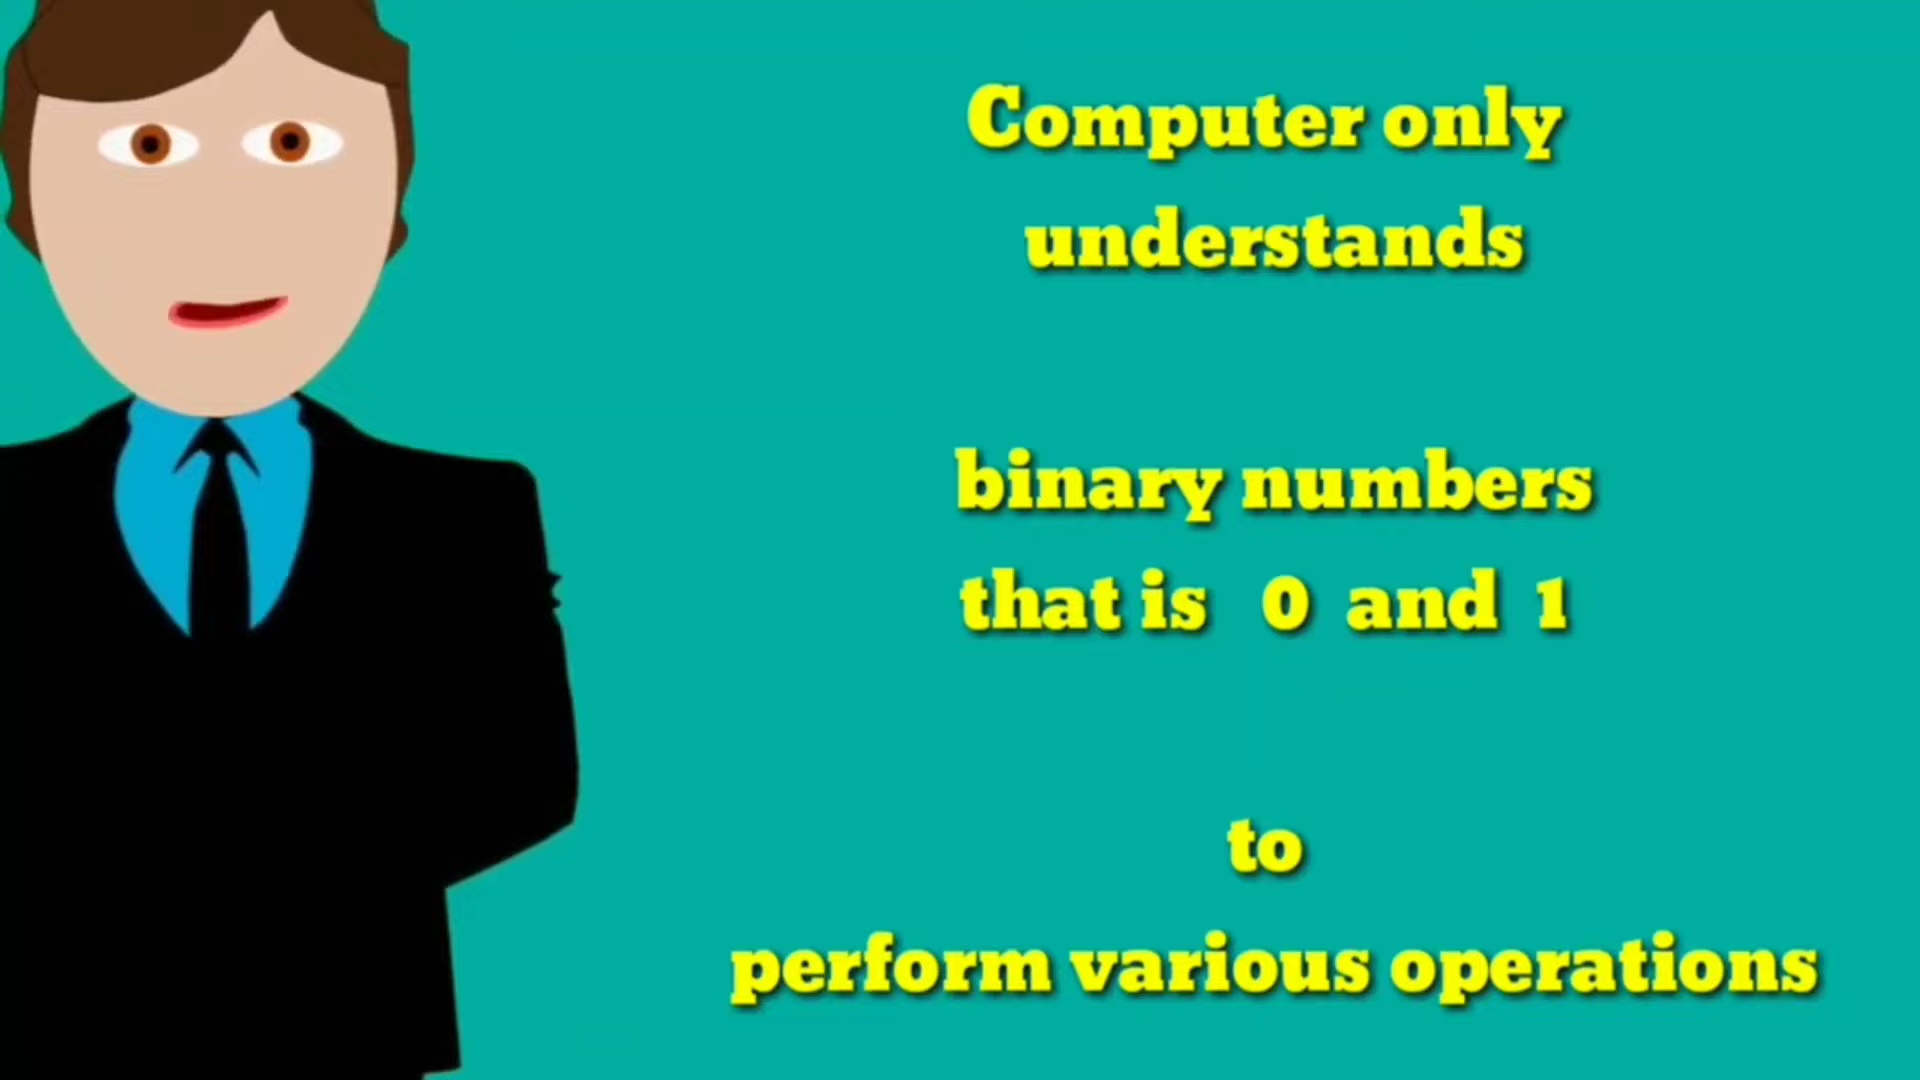 Computer only
understands
binary numbers
that is 0 and 1
to
perform various operations